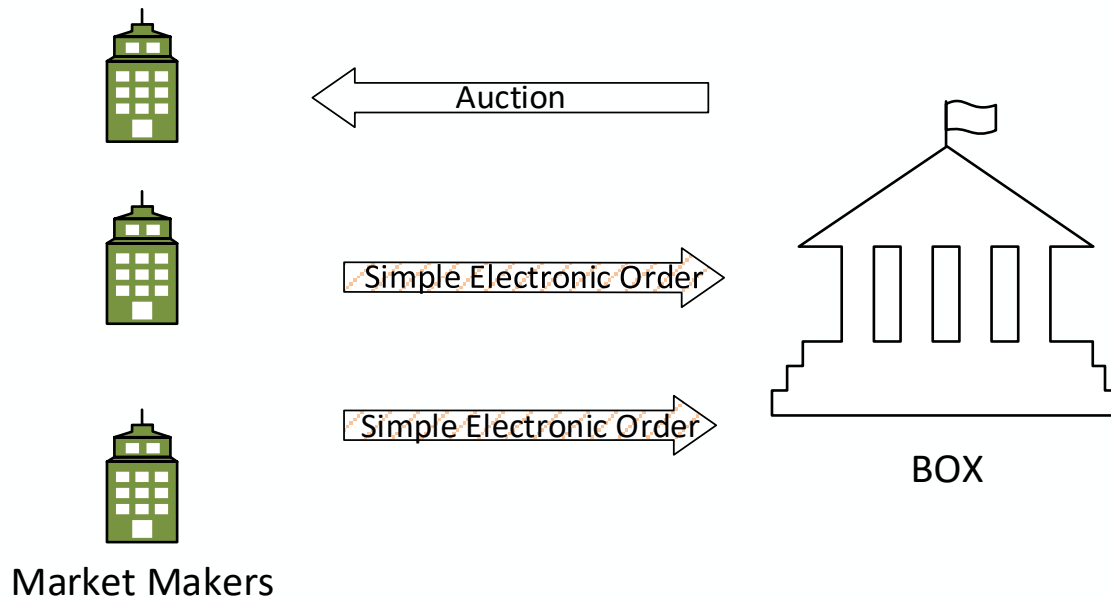 Auction
Simple Electronic Order
Simple Electronic Order
BOX
Market Makers